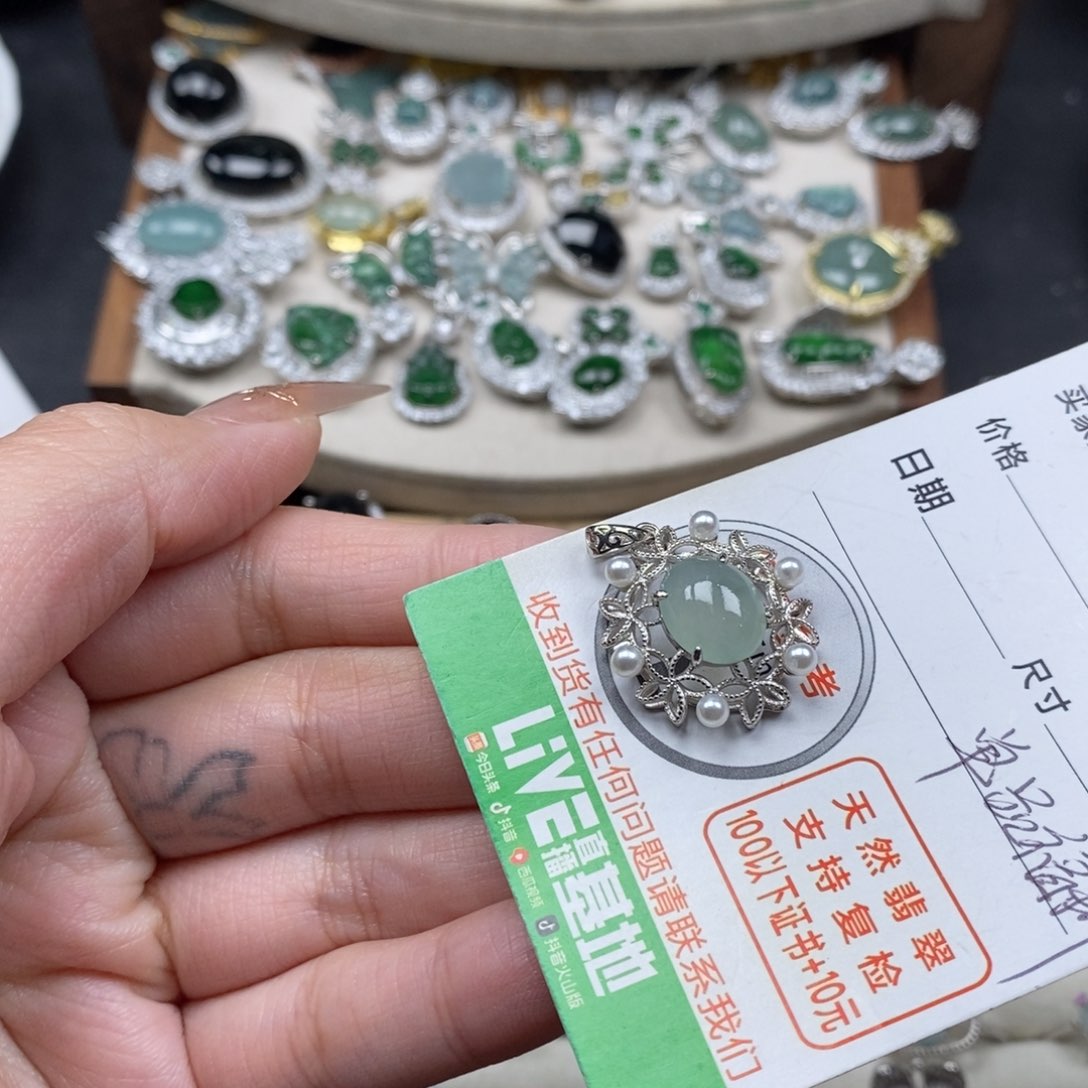 买家
价格
日期
尺寸
考
收到货有任何问题请联系我们
LiVE直播基地
今日头条 抖音 西瓜视频 抖音火山版
天然翡翠
支持复检
100以下证书+10元